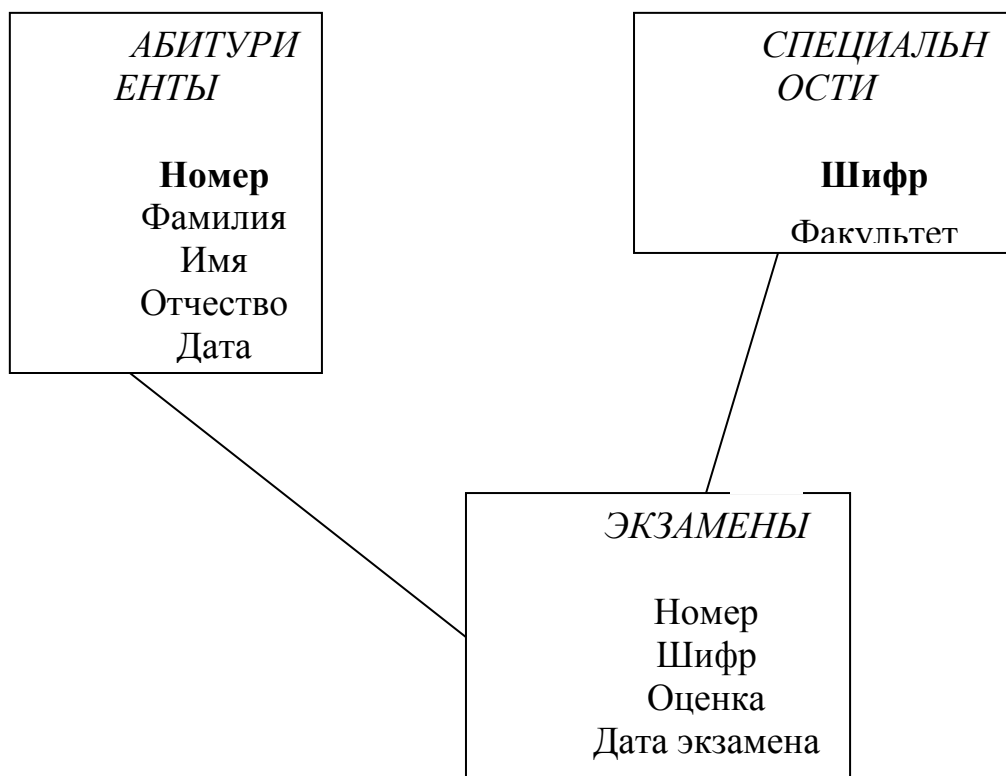 АБИТУРИ
ЕНТЫ
Номер
Фамилия
Имя
Отчество
Дата
СПЕЦИАЛЬН
ОСТИ
Шифр
Факультет
ЭКЗАМЕНЫ
Номер
Шифр
Оценка
Дата экзамена